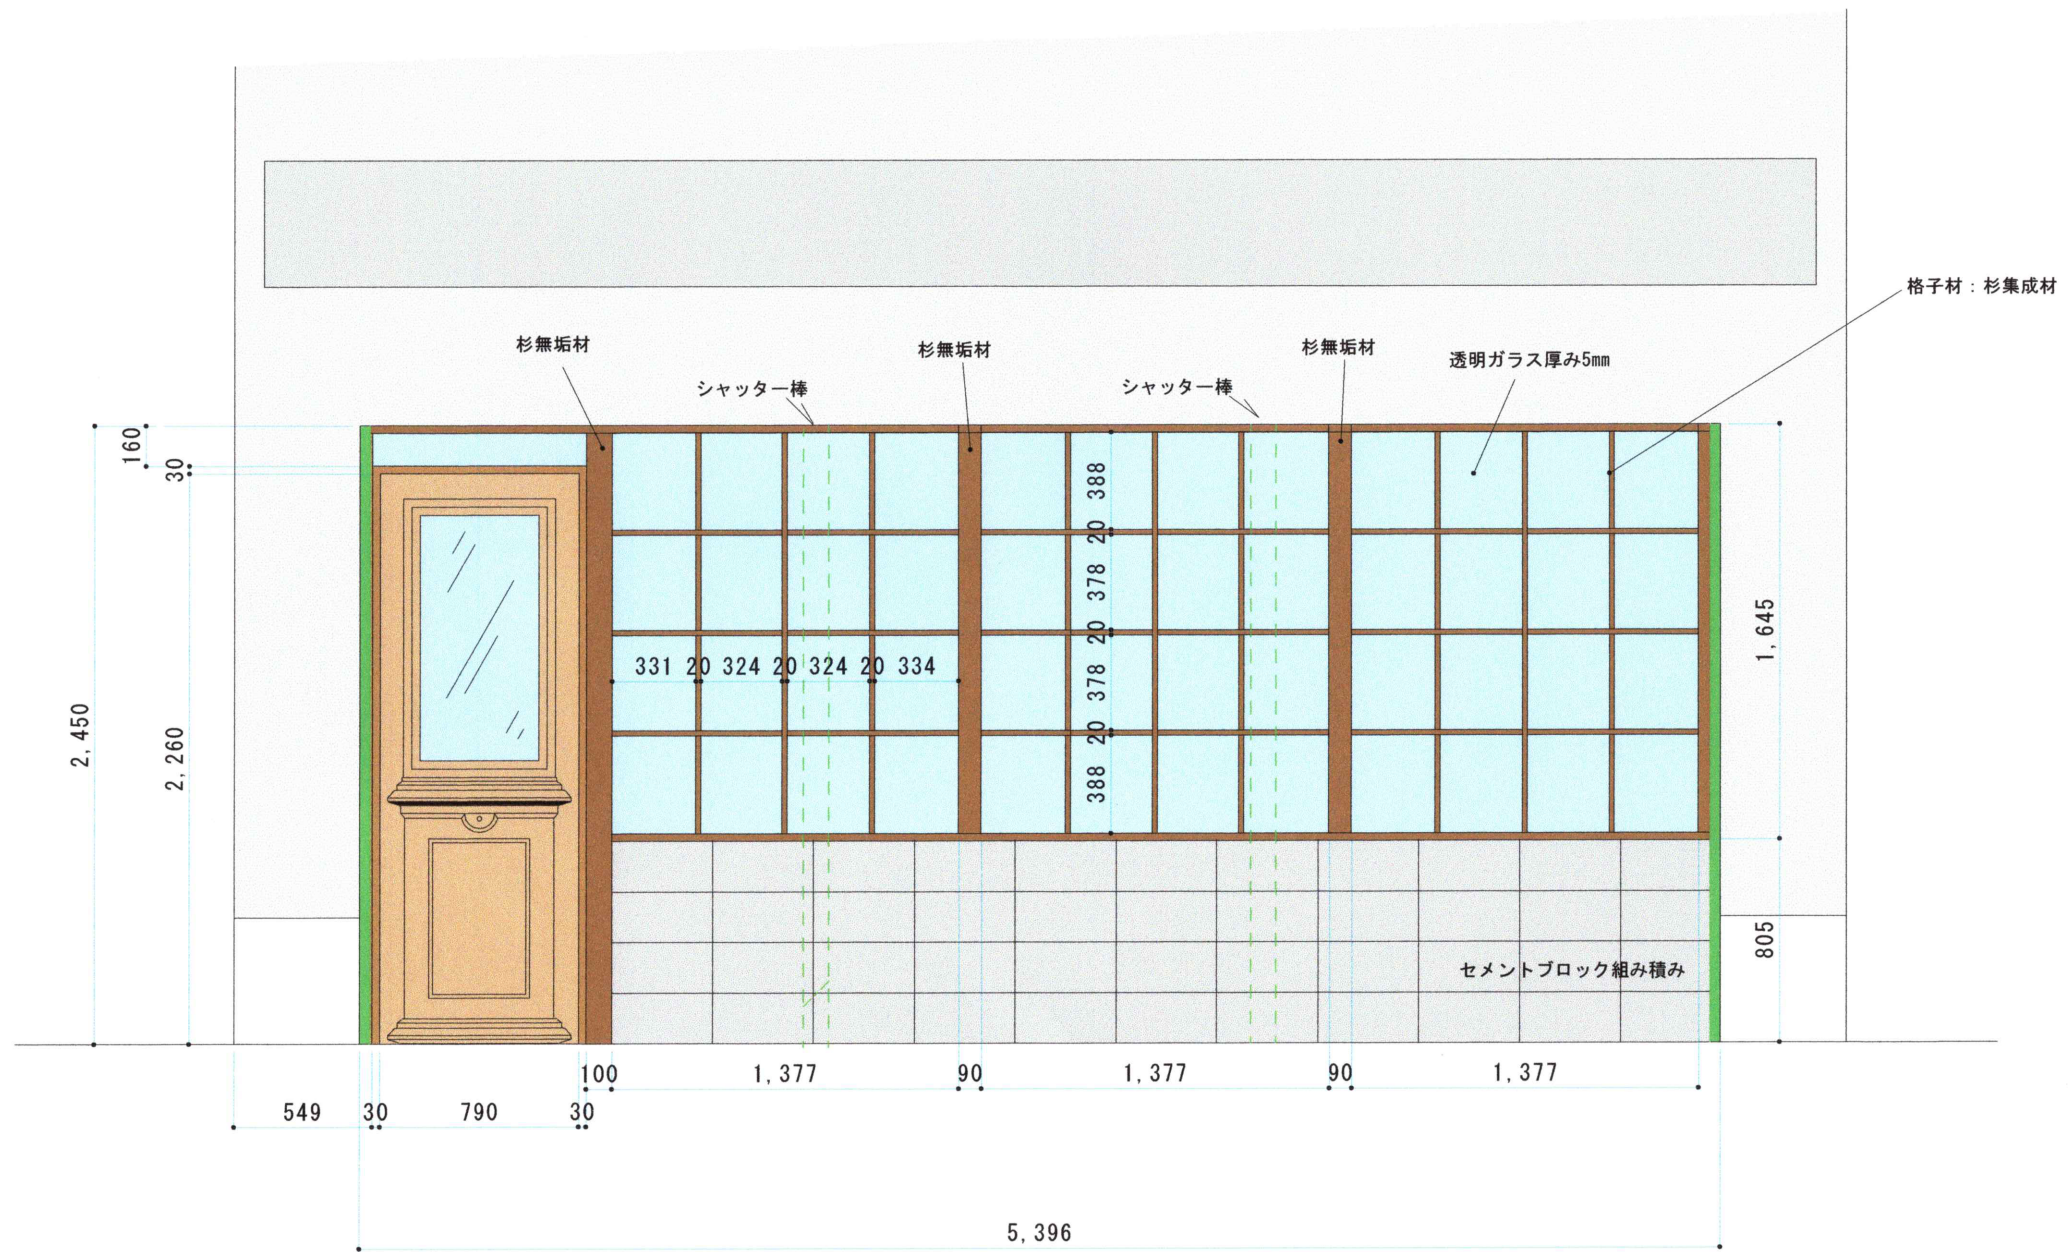 格子材：杉集成材
杉無垢材
杉無垢材
杉無垢材
透明ガラス厚み5㎜
シャッター棒
シャッター棒
160
30
388
20
378
20
378
20
388
331 20 324 20 324 20 334
1,645
2,450
2,260
805
セメントブロック組み積み
100 1,377 90 1,377 90 1,377
549 30 790 30
5,396